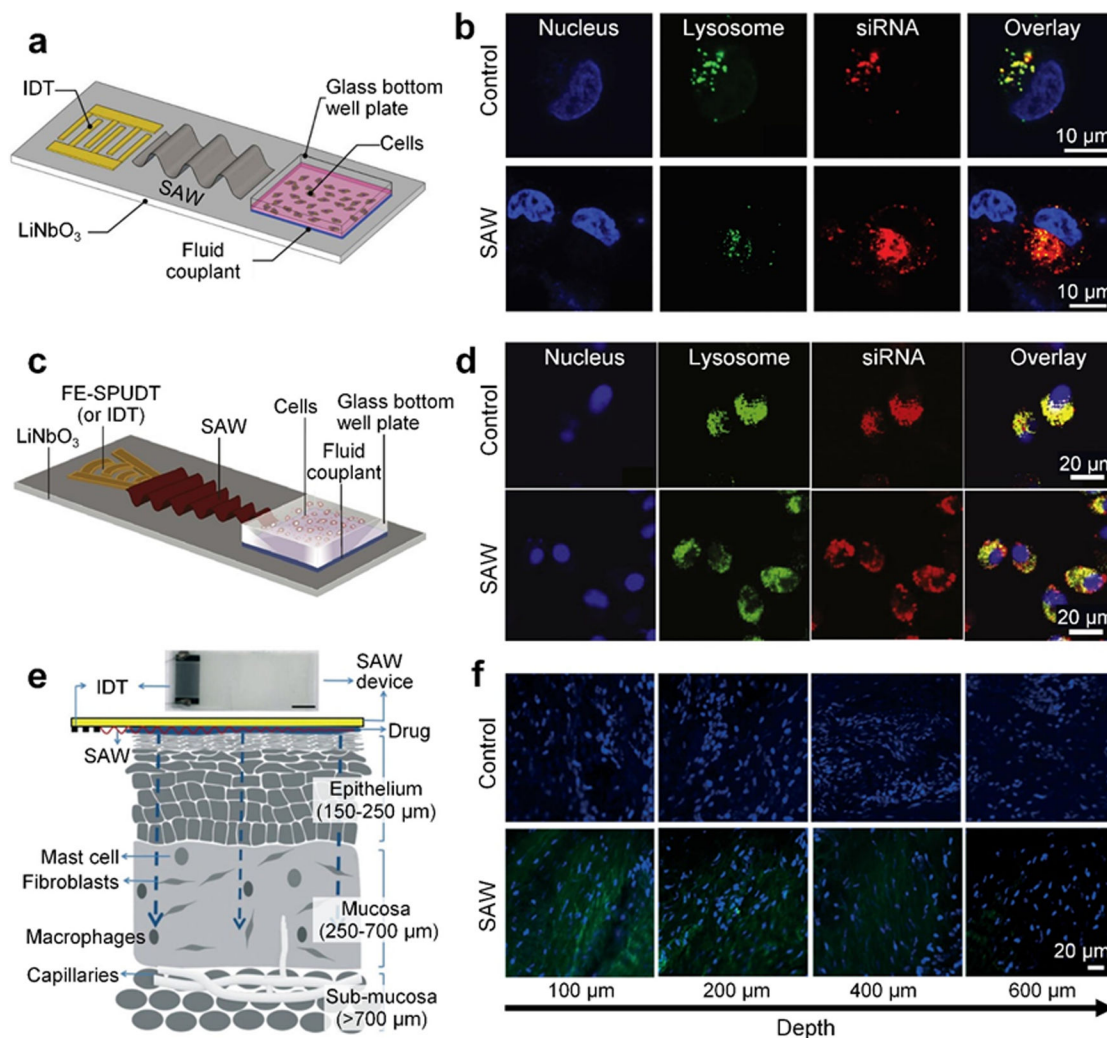 a
IDT
Glass bottom
well plate
Cells
SAW
LiNbO3
Fluid
couplant
b
Nucleus
Lysosome
siRNA
Overlay
Control
10 µm
SAW
10 µm
c
FE-SPUDT
(or IDT)
LiNbO3
SAW
Cells
Glass bottom
well plate
Fluid
couplant
d
Nucleus
Lysosome
siRNA
Overlay
Control
20 µm
SAW
20 µm
e
IDT
SAW
device
Drug
SAW
Epithelium
(150-250 µm)
Mast cell
Fibroblasts
Mucosa
(250-700 µm)
Macrophages
Capillaries
Sub-mucosa
(>700 µm)
f
Control
SAW
20 µm
100 µm
200 µm
400 µm
600 µm
Depth